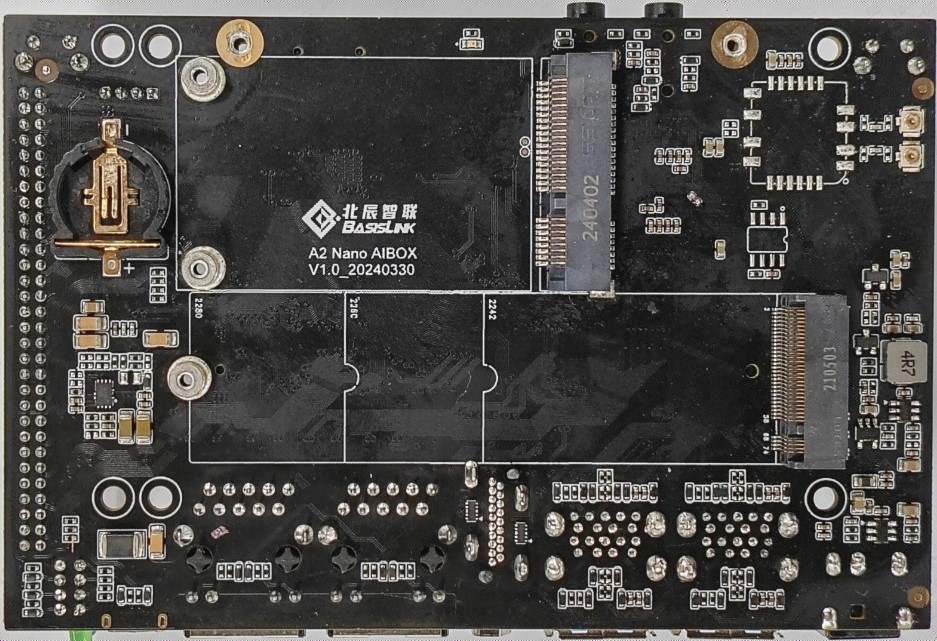 北辰智联
BASISLINK
A2 Nano AIBOX
V1.0_20240330
240402
2280
2260
2242
210503
4R7
+